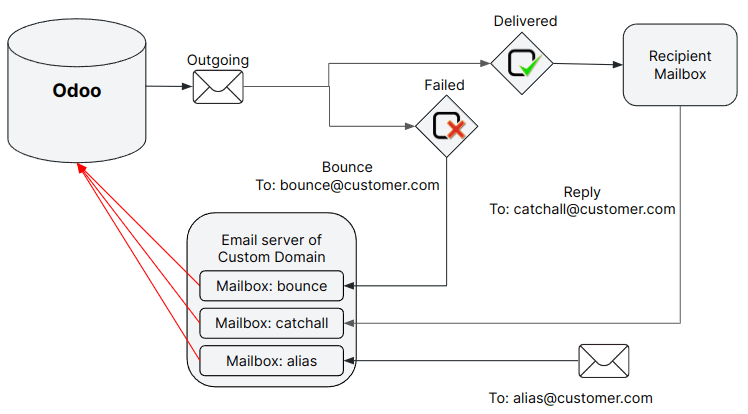 Delivered
Outgoing
Recipient
Mailbox
Odoo
Failed
Bounce
To: bounce@customer.com
Reply
To: catchall@customer.com
Email server of
Custom Domain
Mailbox: bounce
Mailbox: catchall
Mailbox: alias
To: alias@customer.com